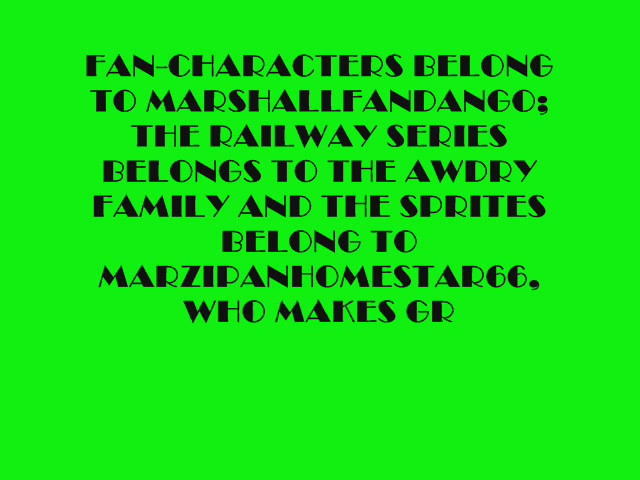 FAN-CHARACTERS BELONG
TO MARSHALLFANDANGO;
THE RAILWAY SERIES
BELONGS TO THE AWDRY
FAMILY AND THE SPRITES
BELONG TO
MARZIPANHOMESTAR66,
WHO MAKES GR